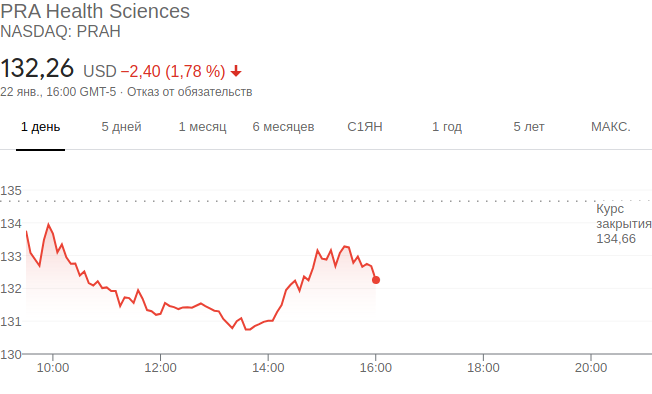 PRA Health Sciences
NASDAQ: PRAH
132,26 USD −2,40 (1,78 %)
22 янв., 16:00 GMT-5 · Отказ от обязательств
1 день 5 дней 1 месяц 6 месяцев С1ЯН 1 год 5 лет МАКС.
135
Курс
закрытия
134,66
134
133
132
131
130
10:00 12:00 14:00 16:00 18:00 20:00